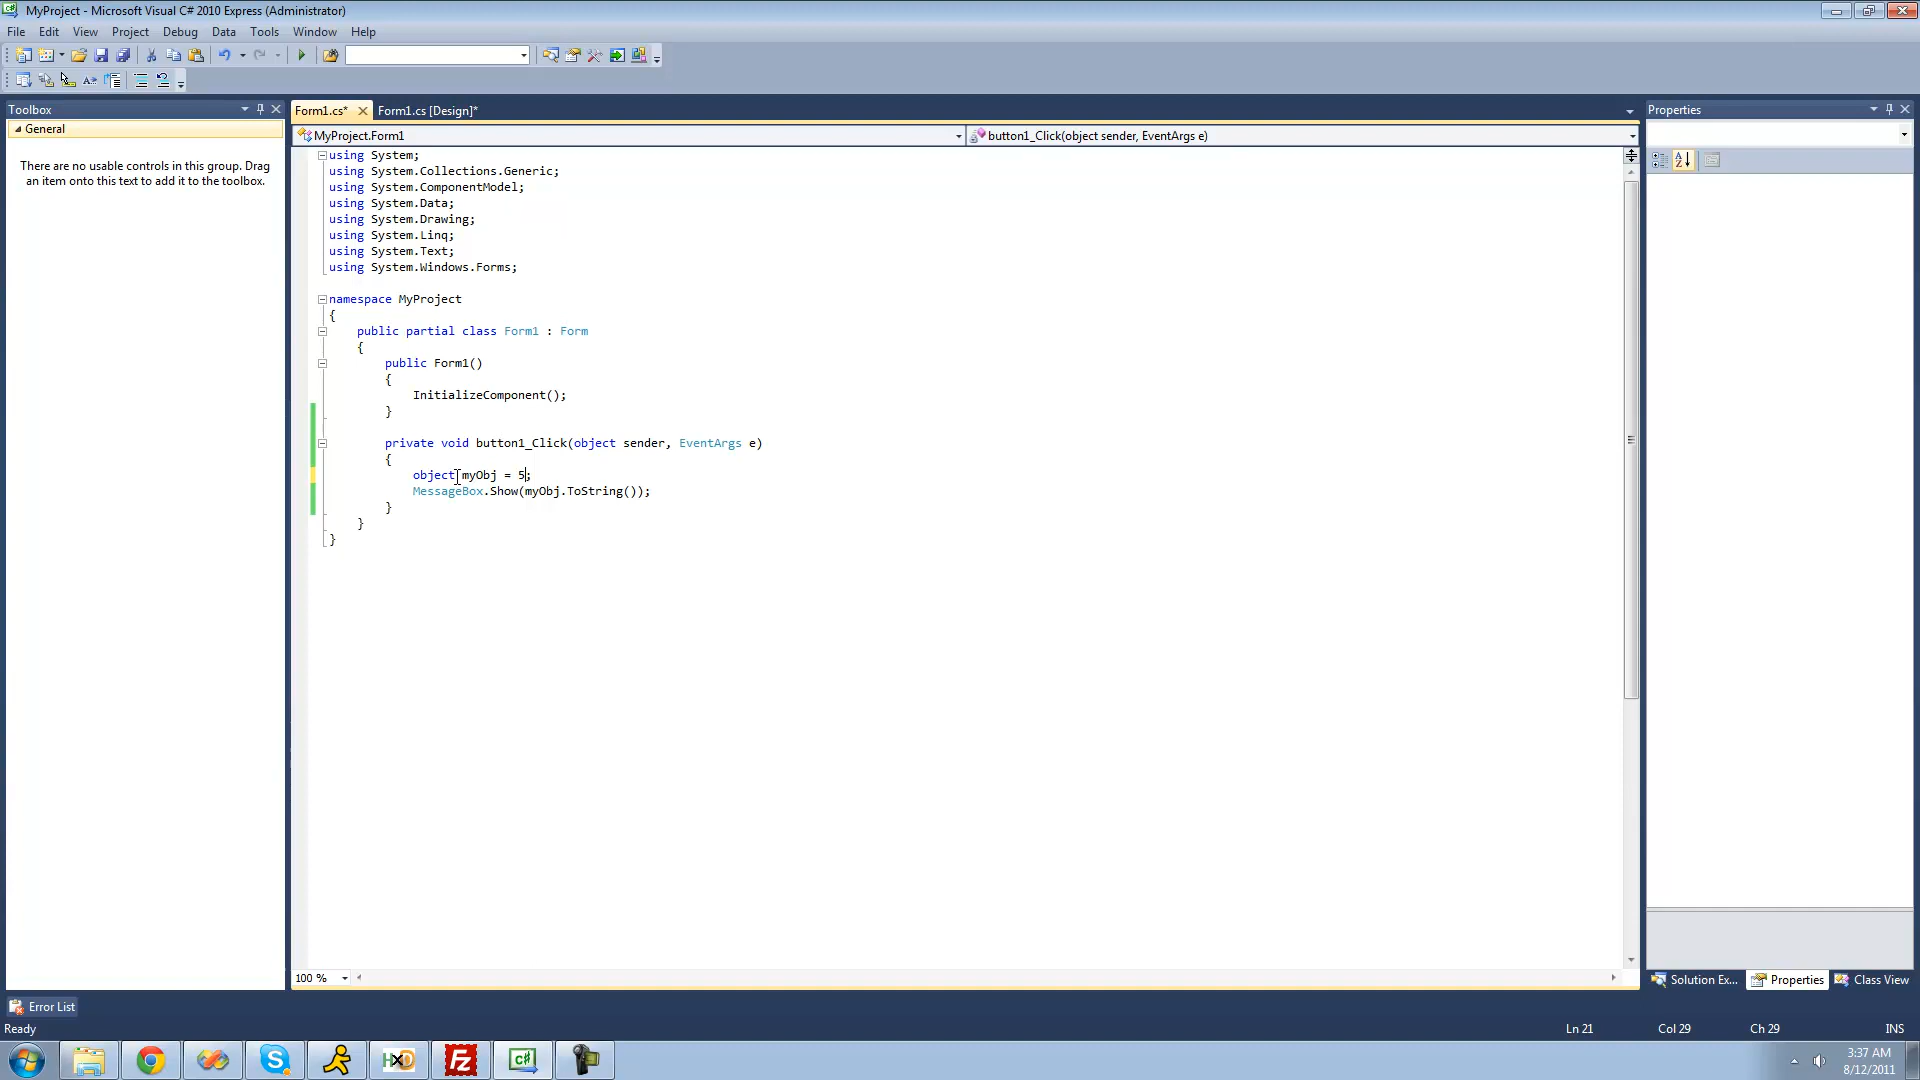 MyProject - Microsoft Visual C# 2010 Express (Administrator)
File Edit View Project Debug Data Tools Window Help
Toolbox
General
There are no usable controls in this group. Drag
an item onto this text to add it to the toolbox.
Form1.cs* Form1.cs [Design]*
MyProject.Form1 button1_Click(object sender, EventArgs e)
using System;
using System.Collections.Generic;
using System.ComponentModel;
using System.Data;
using System.Drawing;
using System.Linq;
using System.Text;
using System.Windows.Forms;
namespace MyProject
{
public partial class Form1 : Form
{
public Form1()
{
InitializeComponent();
}
private void button1_Click(object sender, EventArgs e)
{
object myObj = 5;
MessageBox.Show(myObj.ToString());
}
}
}
100 %
Properties
Solution Ex... Properties Class View
Error List
Ready Ln 21 Col 29 Ch 29 INS
3:37 AM
8/12/2011